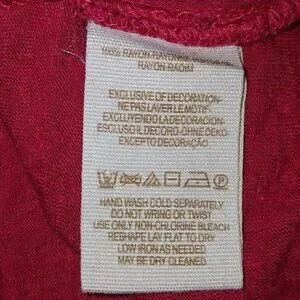 100% RAYON-RAYONNE
RAYON-RADIM
EXCLUSIVE OF DECORATION-
NE PAS LAVER LE MOTIF-
EXCLUYENDO LA DECORACION-
ESCLUSO IL DECORO-OHNE DEKO-
EXCEPTO DECORAÇÃO
HAND WASH COLD SEPARATELY
DO NOT WRING OR TWIST
USE ONLY NON-CHLORINE BLEACH
RESHAPE LAY FLAT TO DRY
LOW IRON AS NEEDED
MAY BE DRY CLEANED